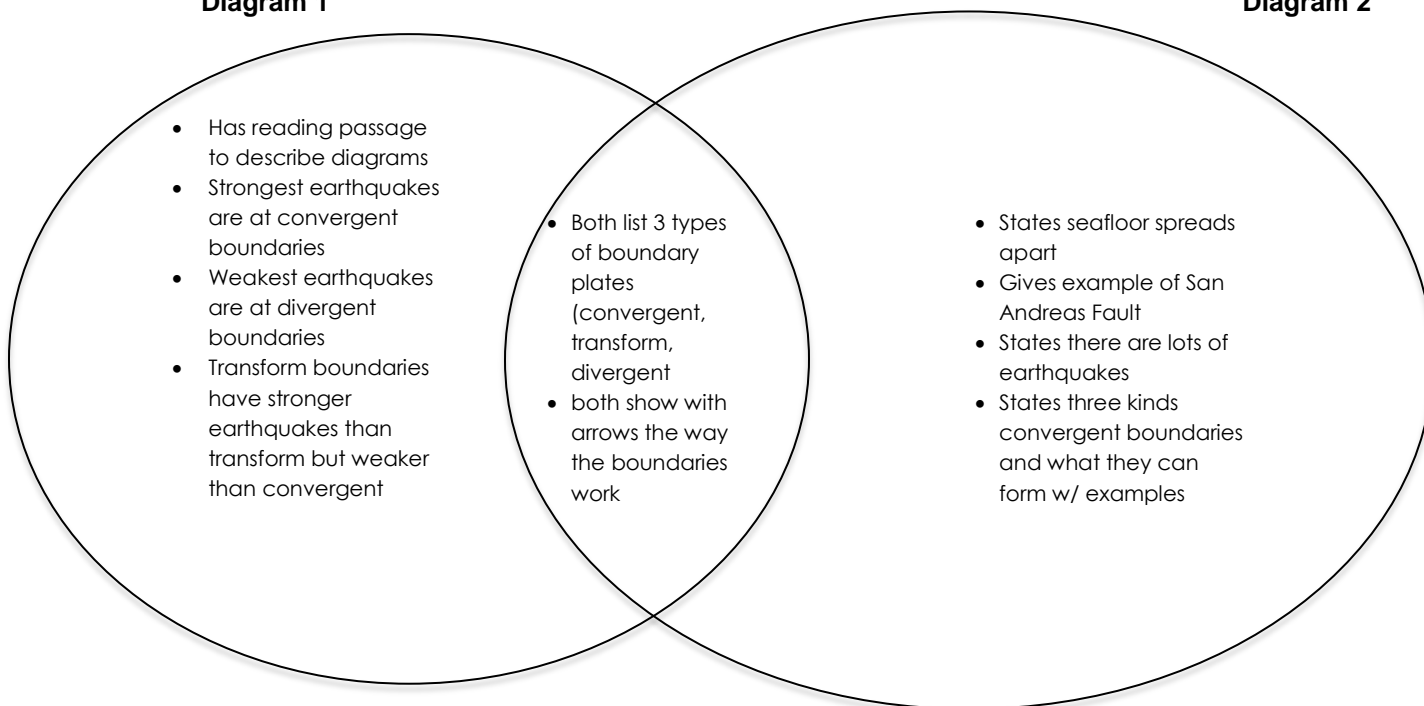 Diagram 1
Diagram 2
• Has reading passage
to describe diagrams
• Strongest earthquakes
are at convergent
boundaries
• Weakest earthquakes
are at divergent
boundaries
• Transform boundaries
have stronger
earthquakes than
transform but weaker
than convergent
• Both list 3 types
of boundary
plates
(convergent,
transform,
divergent
• both show with
arrows the way
the boundaries
work
• States seafloor spreads
apart
• Gives example of San
Andreas Fault
• States there are lots of
earthquakes
• States three kinds
convergent boundaries
and what they can
form w/ examples